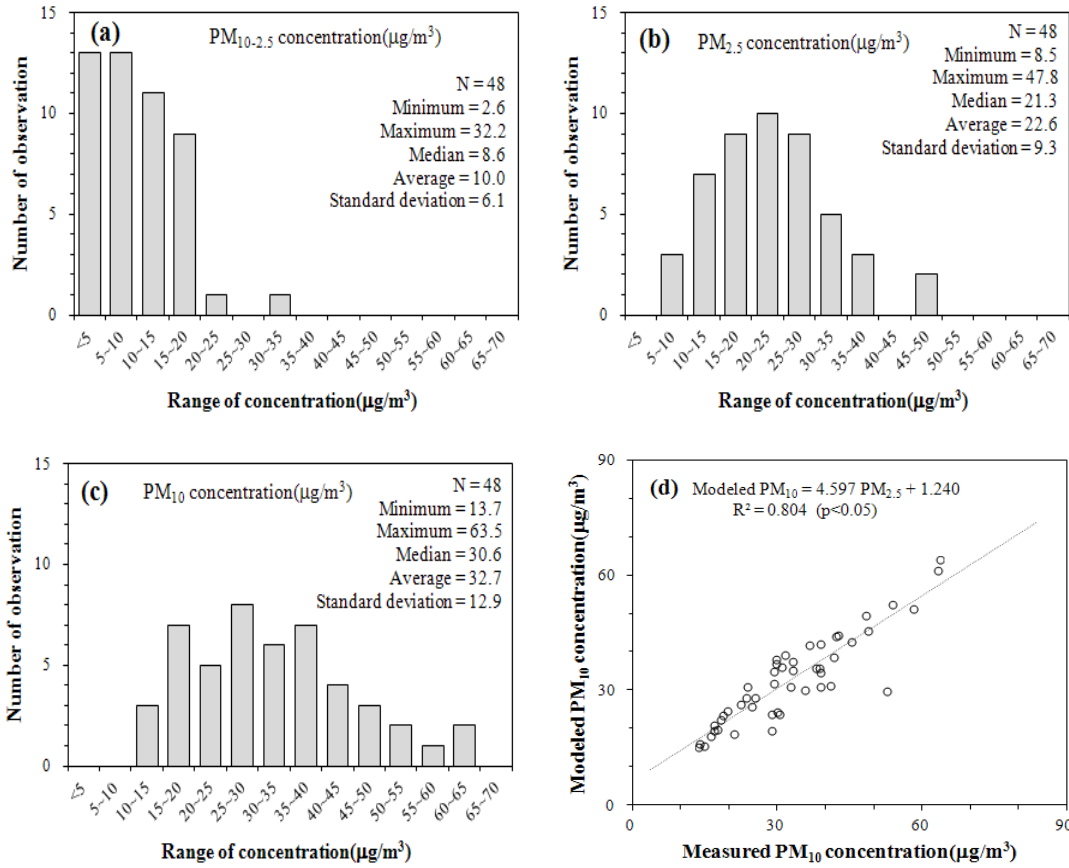 (a)
PM10-2.5 concentration(μg/m³)
N = 48
Minimum = 2.6
Maximum = 32.2
Median = 8.6
Average = 10.0
Standard deviation = 6.1
Number of observation
15
10
5
0
<5
5~10
10~15
15~20
20~25
25~30
30~35
35~40
40~45
45~50
50~55
55~60
60~65
65~70
Range of concentration(μg/m³)
(b)
PM2.5 concentration(μg/m³)
N = 48
Minimum = 8.5
Maximum = 47.8
Median = 21.3
Average = 22.6
Standard deviation = 9.3
Number of observation
15
10
5
0
<5
5~10
10~15
15~20
20~25
25~30
30~35
35~40
40~45
45~50
50~55
55~60
60~65
65~70
Range of concentration(μg/m³)
(c)
PM10 concentration(μg/m³)
N = 48
Minimum = 13.7
Maximum = 63.5
Median = 30.6
Average = 32.7
Standard deviation = 12.9
Number of observation
15
10
5
0
<5
5~10
10~15
15~20
20~25
25~30
30~35
35~40
40~45
45~50
50~55
55~60
60~65
65~70
Range of concentration(μg/m³)
(d)
Modeled PM10 = 4.597 PM2.5 + 1.240
R² = 0.804 (p<0.05)
Modeled PM10 concentration(μg/m³)
90
60
30
0
0
30
60
90
Measured PM10 concentration(μg/m³)